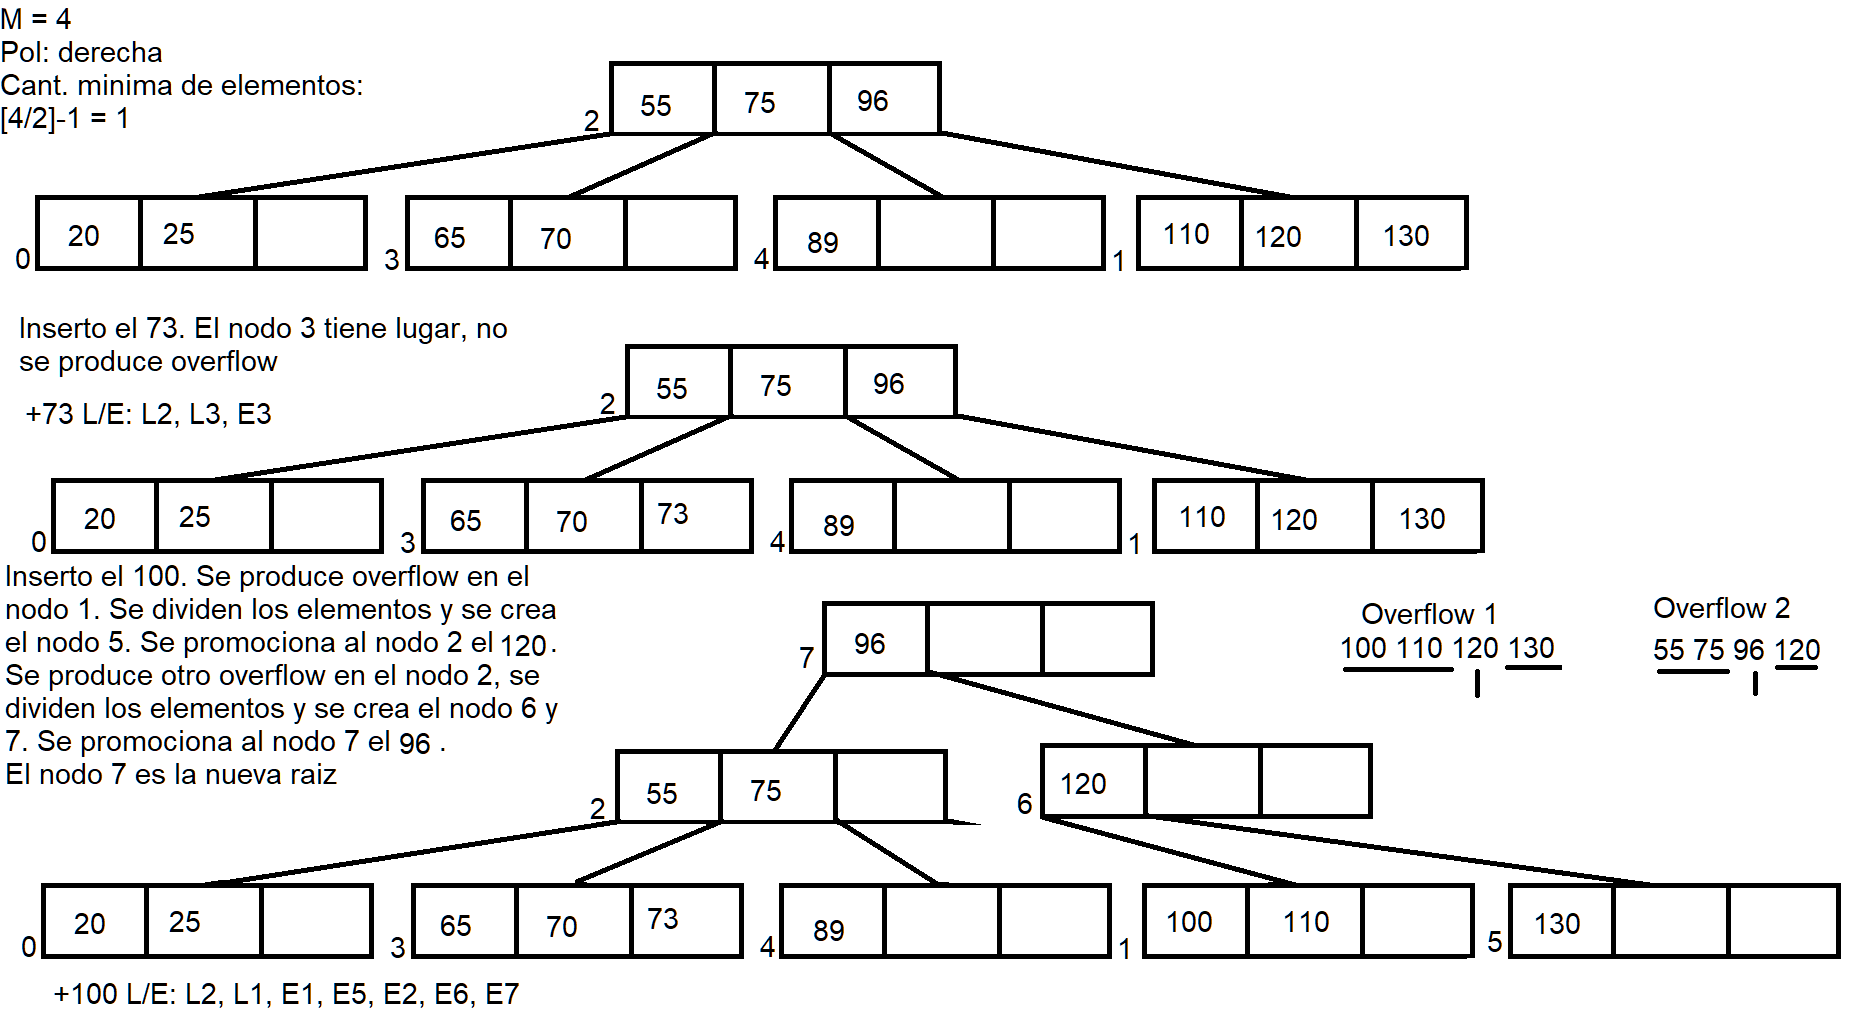 M = 4
Pol: derecha
Cant. minima de elementos:
[4/2]-1 = 1
2 55 75 96
0 20 25
3 65 70
4 89
1 110 120 130
Inserto el 73. El nodo 3 tiene lugar, no
se produce overflow
+73 L/E: L2, L3, E3
2 55 75 96
0 20 25
3 65 70 73
4 89
1 110 120 130
Inserto el 100. Se produce overflow en el
nodo 1. Se dividen los elementos y se crea
el nodo 5. Se promociona al nodo 2 el 120.
Se produce otro overflow en el nodo 2, se
dividen los elementos y se crea el nodo 6 y
7. Se promociona al nodo 7 el 96 .
El nodo 7 es la nueva raiz
Overflow 1
100 110 120 130
Overflow 2
55 75 96 120
7 96
2 55 75
6 120
0 20 25
3 65 70 73
4 89
1 100 110
5 130
+100 L/E: L2, L1, E1, E5, E2, E6, E7